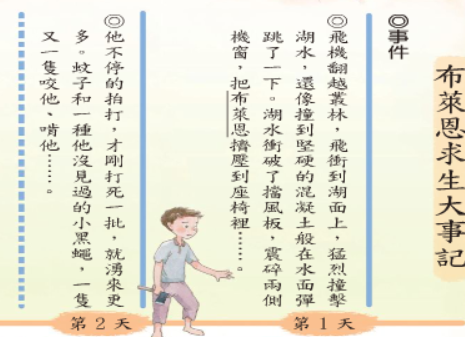 布萊恩求生大事記
◎事件
◎飛機翻越叢林，飛衝到湖面上，猛烈撞擊
湖水，還像撞到堅硬的混凝土般在水面彈
跳了一下。湖水衝破了擋風板，震碎兩側
機窗，把布萊恩擠壓到座椅裡……。
第1天
◎他不停的拍打，才剛打死一批，就湧來更
多。蚊子和一種他沒見過的小黑蠅，一隻
又一隻咬他、啃他……。
第2天